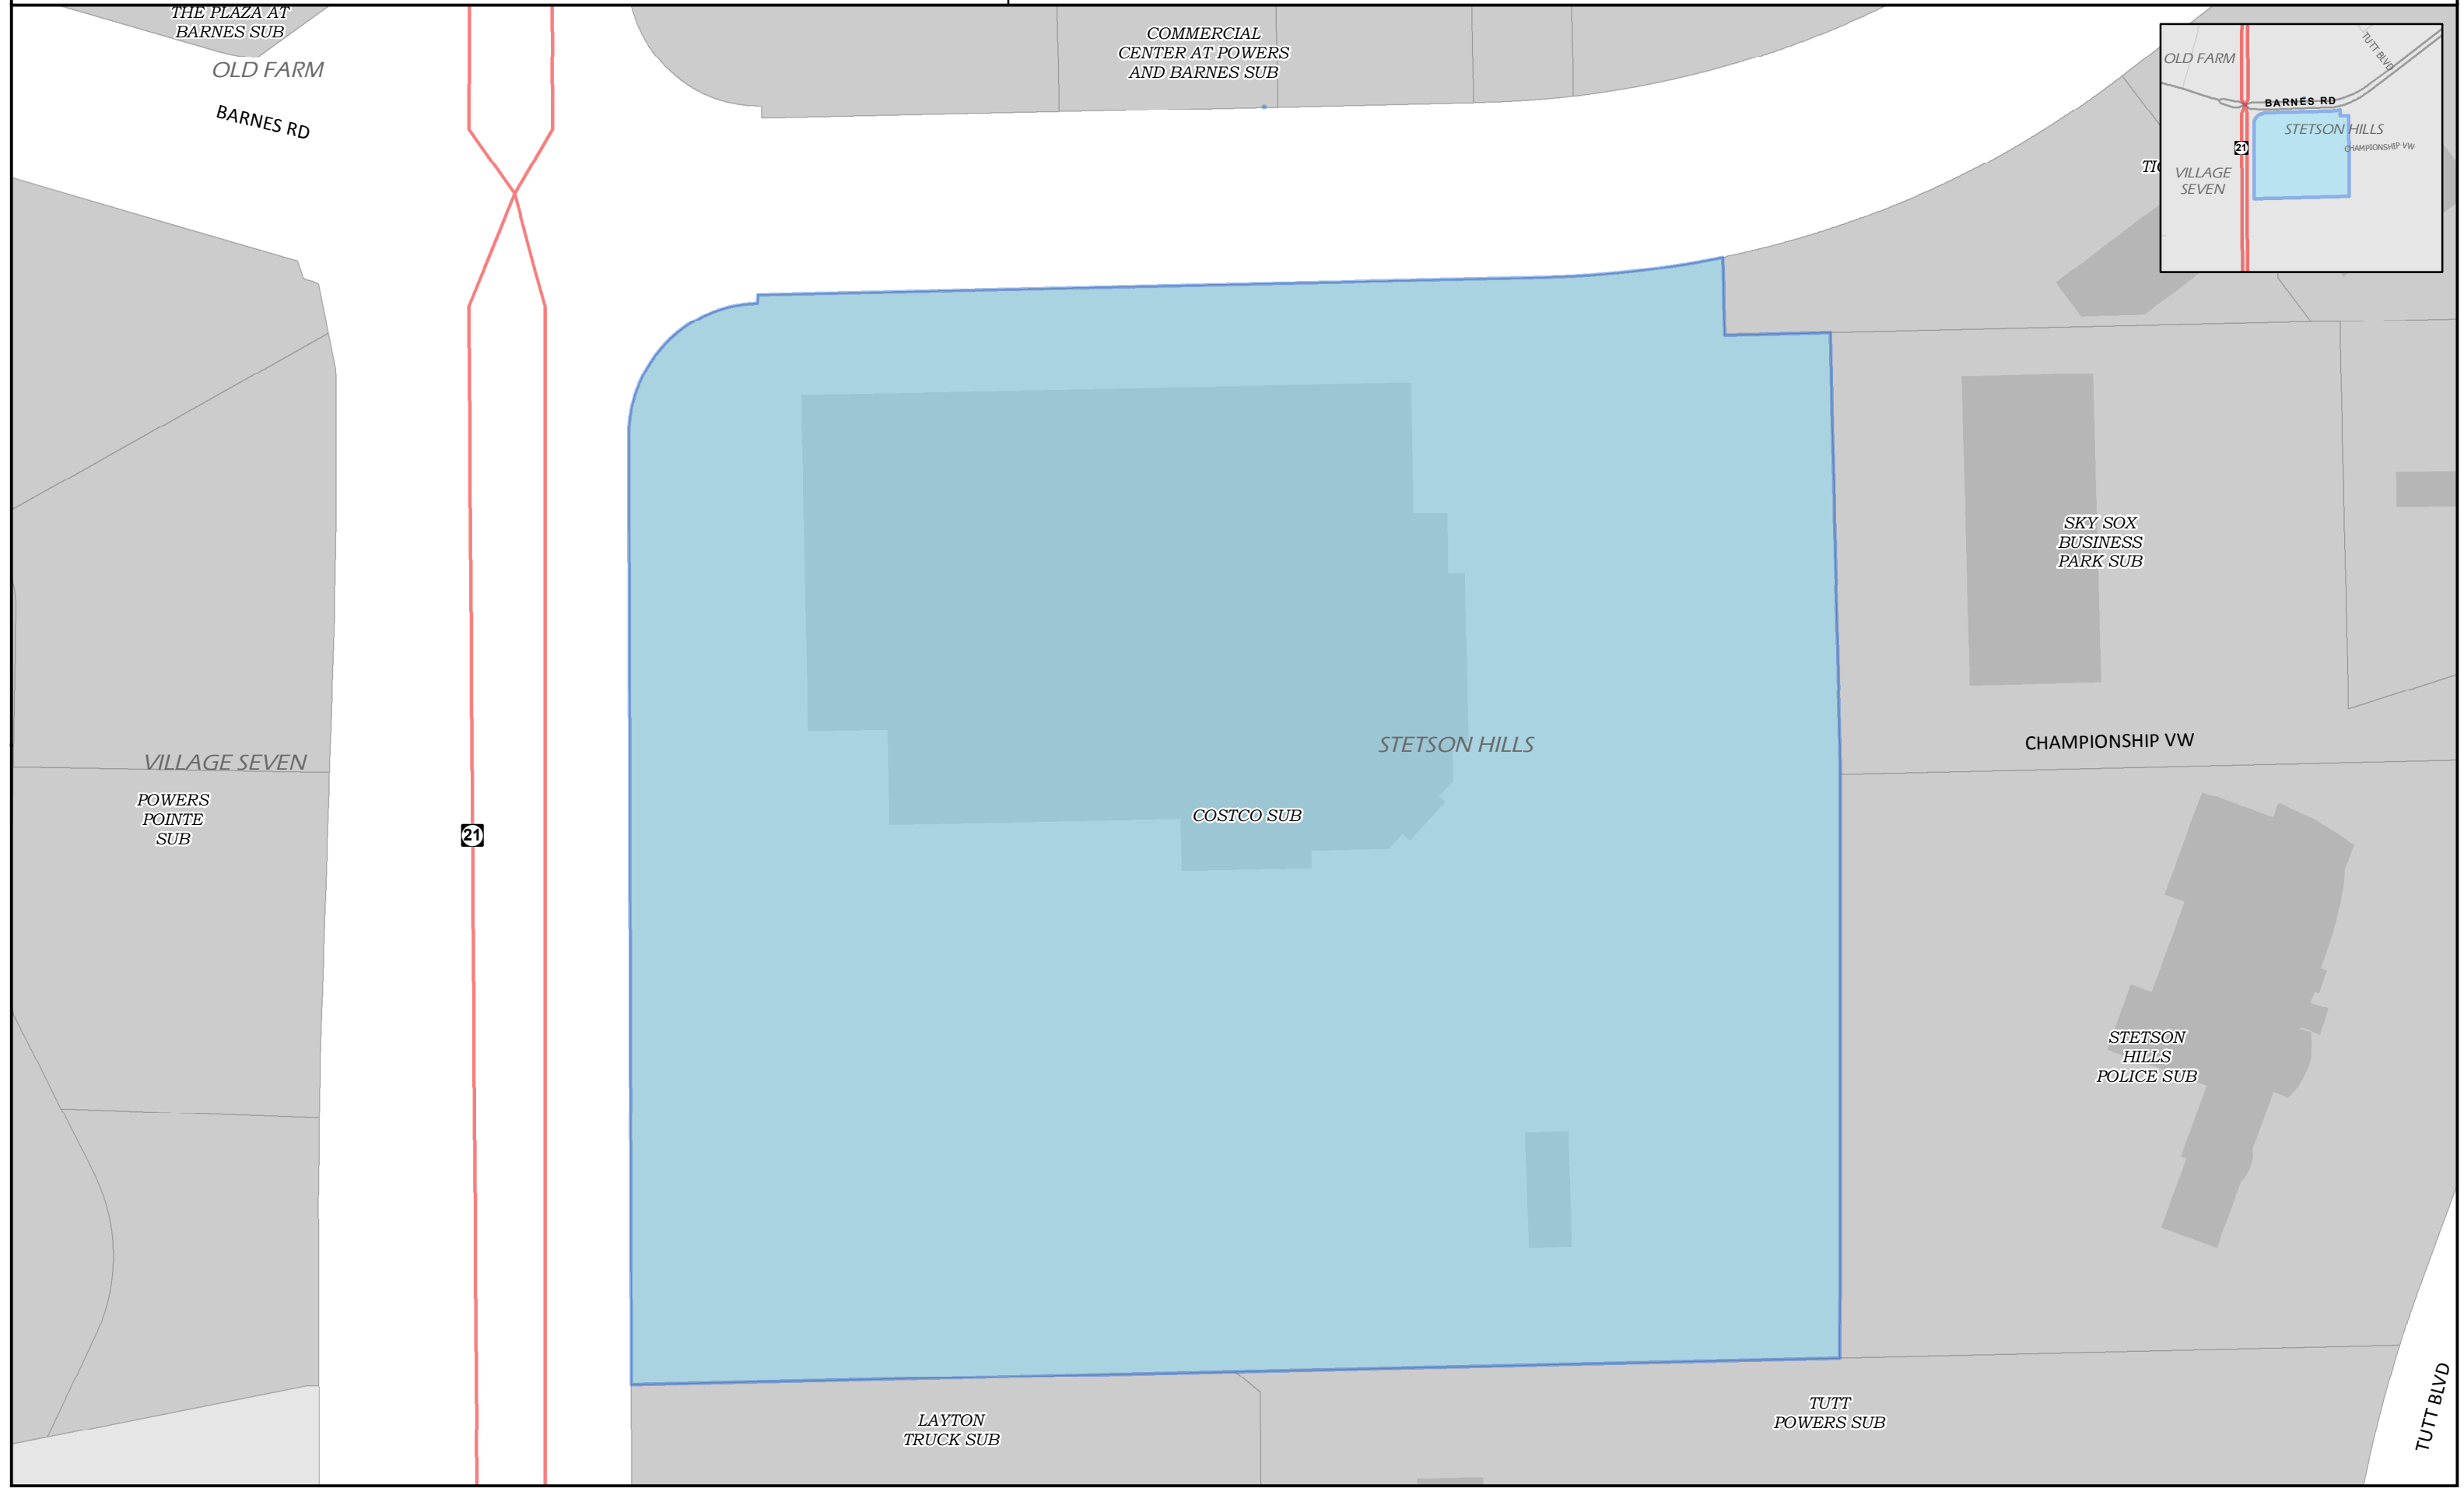 THE PLAZA AT
BARNES SUB
OLD FARM
BARNES RD
COMMERCIAL
CENTER AT POWERS
AND BARNES SUB
OLD FARM
TUTT BLVD
BARNES RD
STETSON HILLS
CHAMPIONSHIP VW
21
VILLAGE
SEVEN
SKY SOX
BUSINESS
PARK SUB
VILLAGE SEVEN
POWERS
POINTE
SUB
21
STETSON HILLS
COSTCO SUB
CHAMPIONSHIP VW
STETSON
HILLS
POLICE SUB
LAYTON
TRUCK SUB
TUTT
POWERS SUB
TUTT BLVD